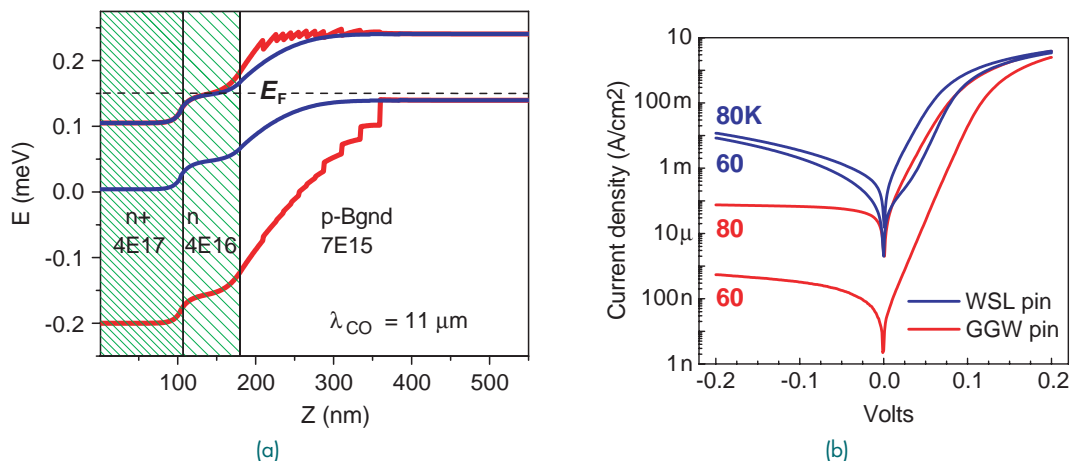 E (meV)
0.2
0.1
0.0
-0.1
-0.2
E_F
n+
4E17
n
4E16
p-Bgnd
7E15
λ_CO = 11 μm
0 100 200 300 400 500
Z (nm)
(a)
Current density (A/cm2)
10
100m
1m
10μ
100n
1n
80K
60
80
60
WSL pin
GGW pin
-0.2 -0.1 0.0 0.1 0.2
Volts
(b)